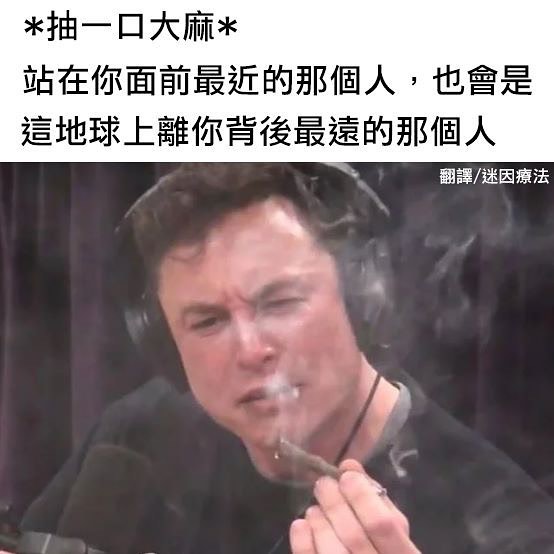 *抽一口大麻*
站在你面前最近的那個人，也會是
這地球上離你背後最遠的那個人
翻譯/迷因療法